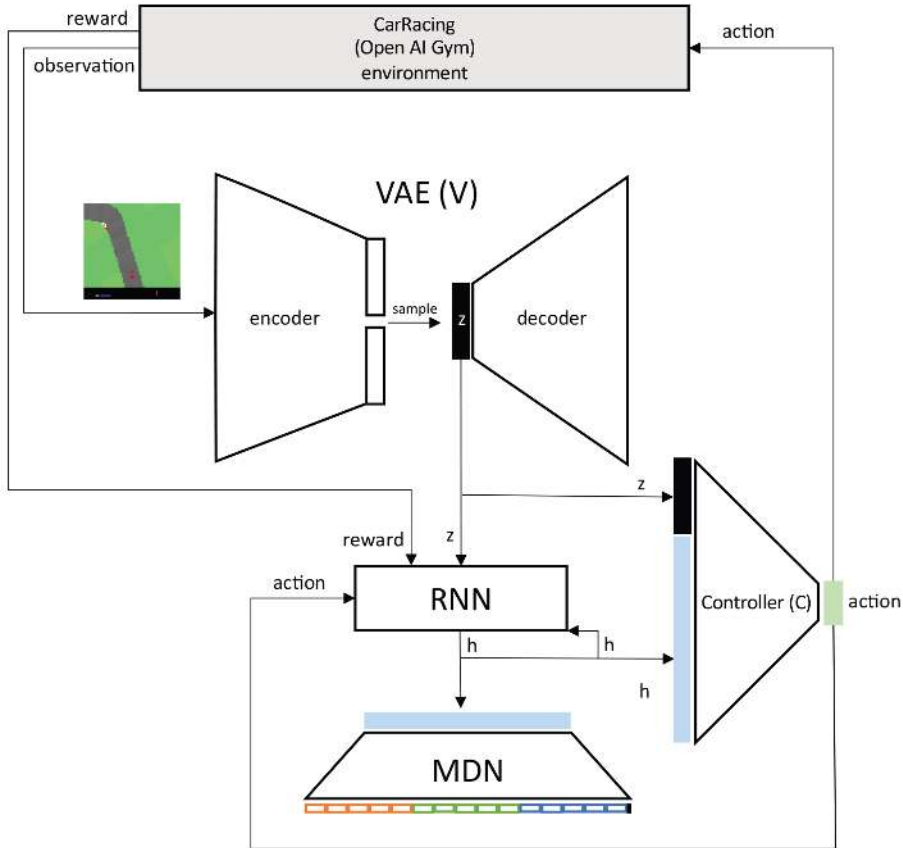 reward
CarRacing
(Open AI Gym)
environment
action
observation
VAE (V)
encoder
sample
z
decoder
z
z
reward
action
RNN
Controller (C)
action
h
h
h
MDN